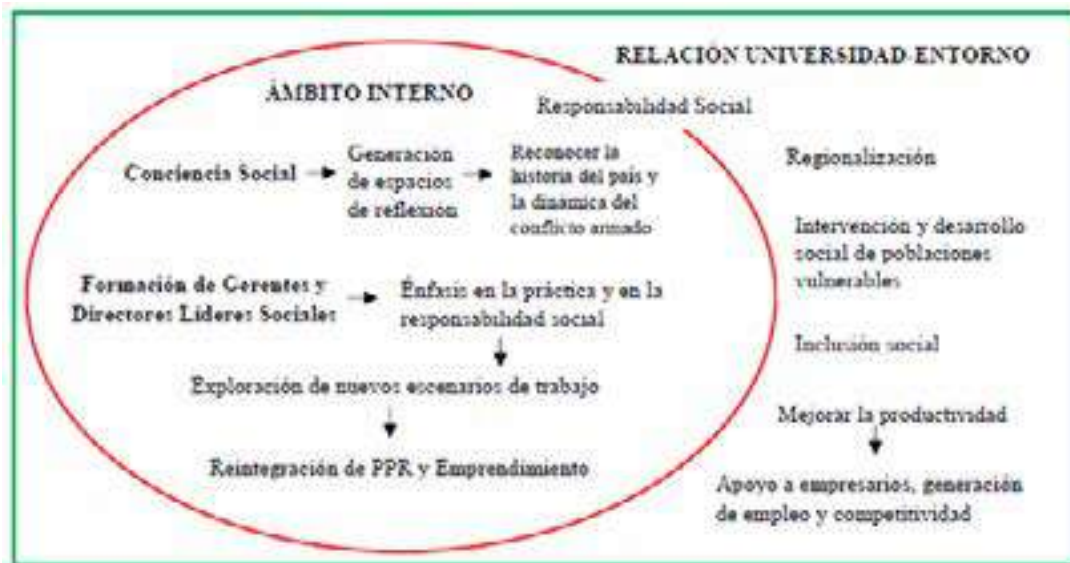 RELACIÓN UNIVERSIDAD-ENTORNO
ÁMBITO INTERNO
Responsabilidad Social
Conciencia Social
Generación
de espacios
de reflexión
Reconocer la
historia del país y
la dinámica del
conflicto armado
Formación de Gerentes y
Directores Líderes Sociales
Énfasis en la práctica y en la
responsabilidad social
Exploración de nuevos escenarios de trabajo
Reintegración de PPR y Emprendimiento
Regionalización
Intervención y desarrollo
social de poblaciones
vulnerables
Inclusión social
Mejorar la productividad
Apoyo a empresarios, generación
de empleo y competitividad